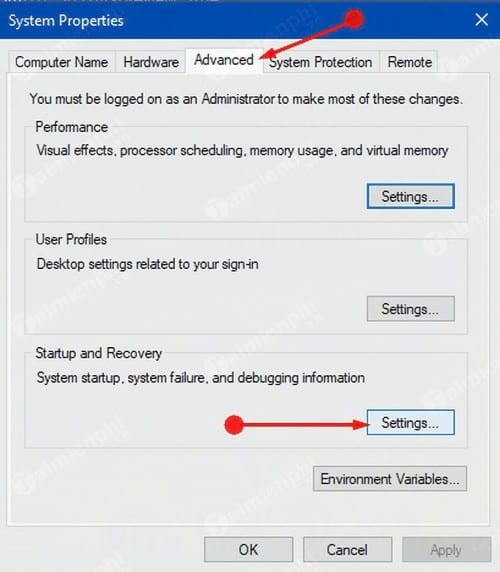 System Properties
Computer Name Hardware Advanced System Protection Remote
You must be logged on as an Administrator to make most of these changes.
Performance
Visual effects, processor scheduling, memory usage, and virtual memory
Settings...
User Profiles
Desktop settings related to your sign-in
Settings...
Startup and Recovery
System startup, system failure, and debugging information
Settings...
Environment Variables...
OK Cancel Apply
Taimienphi